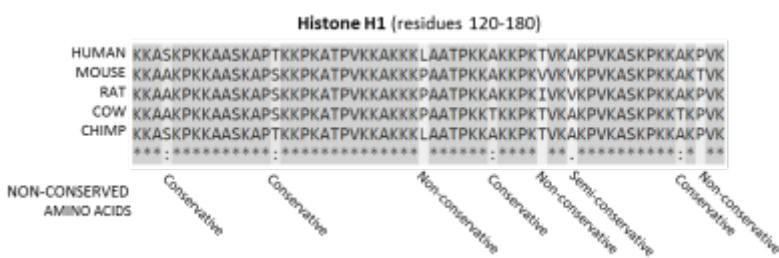 Histone H1 (residues 120-180)
HUMAN KKASKPKKAASKAPTKKPKATPVKKAKKKLAATPKKAKKPKTVKAKPVKASKPKKAKPVK
MOUSE KKAAKPKKAASKAPSKKPKATPVKKAKKKPAATPKKAKKPKVVKVKPVKASKPKKAKTVK
RAT KKAAKPKKAASKAPSKKPKATPVKKAKKKPAATPKKAKKPKIVKVKPVKASKPKKAKPVK
COW KKAAKPKKAASKAPSKKPKATPVKKAKKKPAATPKKTKKPKTVKAKPVKASKPKKTKPVK
CHIMP KKASKPKKAASKAPTKKPKATPVKKAKKKLAATPKKAKKPKTVKAKPVKASKPKKAKPVK
***:**********:************** ******:**** **.**********:* **
NON-CONSERVED
AMINO ACIDS
Conservative
Conservative
Non-conservative
Conservative
Non-conservative
Semi-conservative
Conservative
Non-conservative